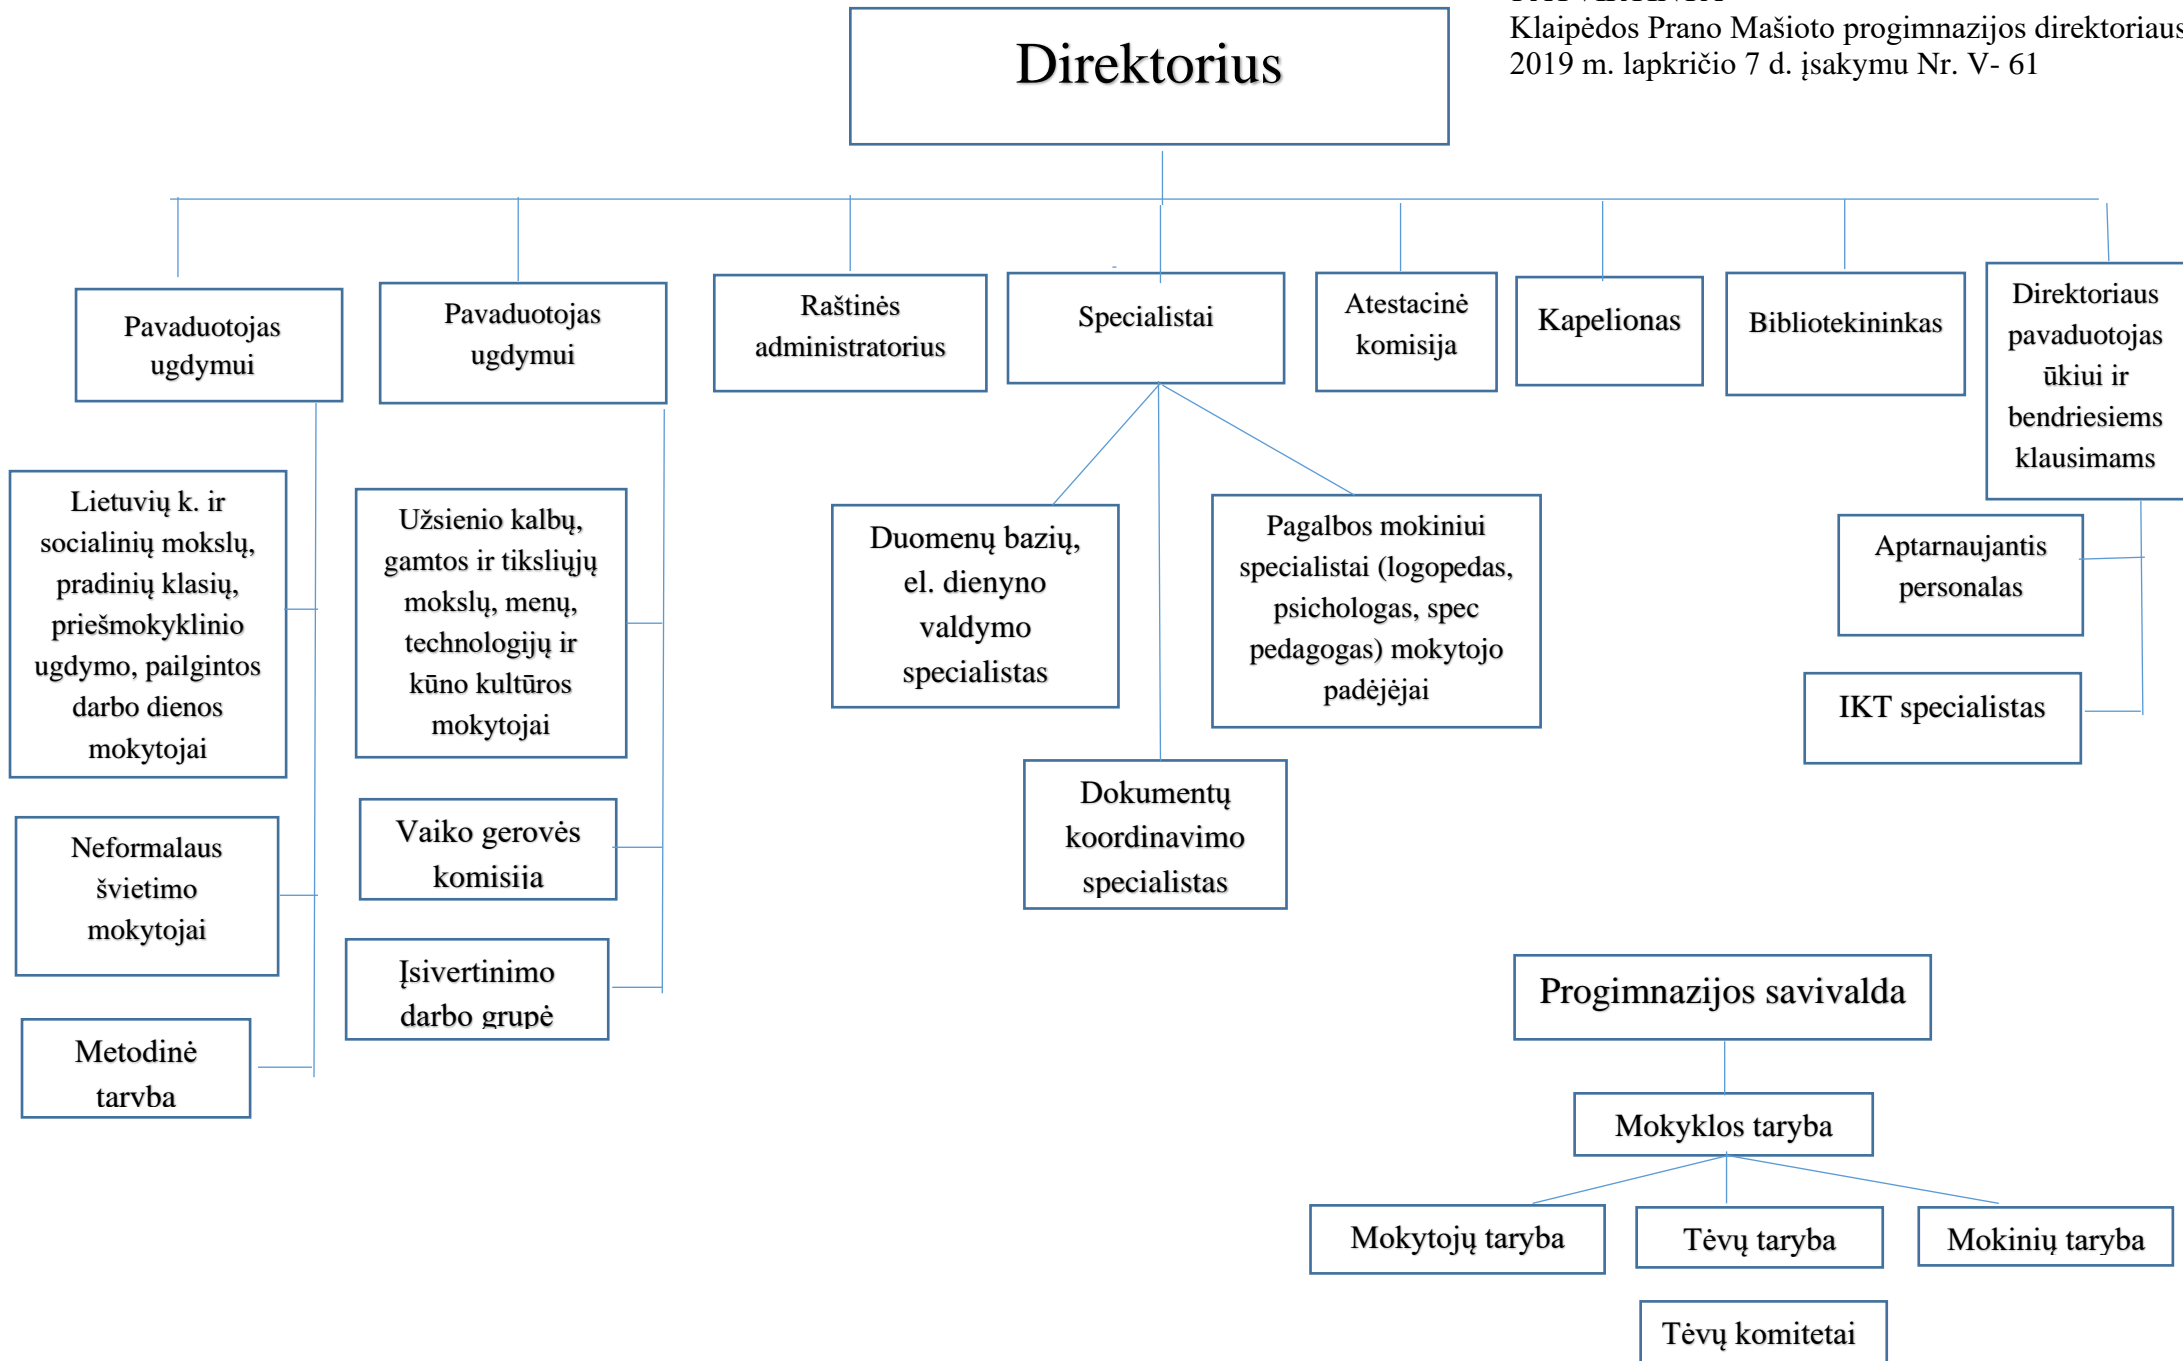 Klaipėdos Prano Mašioto progimnazijos direktoriaus
2019 m. lapkričio 7 d. įsakymu Nr. V- 61
Direktorius
Pavaduotojas
ugdymui
Pavaduotojas
ugdymui
Raštinės
administratorius
Specialistai
Atestacinė
komisija
Kapelionas
Bibliotekininkas
Direktoriaus
pavaduotojas
ūkiui ir
bendriesiems
klausimams
Lietuvių k. ir
socialinių mokslų,
pradinių klasių,
priešmokyklinio
ugdymo, pailgintos
darbo dienos
mokytojai
Neformalaus
švietimo
mokytojai
Metodinė
taryba
Užsienio kalbų,
gamtos ir tiksliųjų
mokslų, menų,
technologijų ir
kūno kultūros
mokytojai
Vaiko gerovės
komisija
Įsivertinimo
darbo grupė
Duomenų bazių,
el. dienyno
valdymo
specialistas
Pagalbos mokiniui
specialistai (logopedas,
psichologas, spec
pedagogas) mokytojo
padėjėjai
Dokumentų
koordinavimo
specialistas
Aptarnaujantis
personalas
IKT specialistas
Progimnazijos savivalda
Mokyklos taryba
Mokytojų taryba
Tėvų taryba
Mokinių taryba
Tėvų komitetai